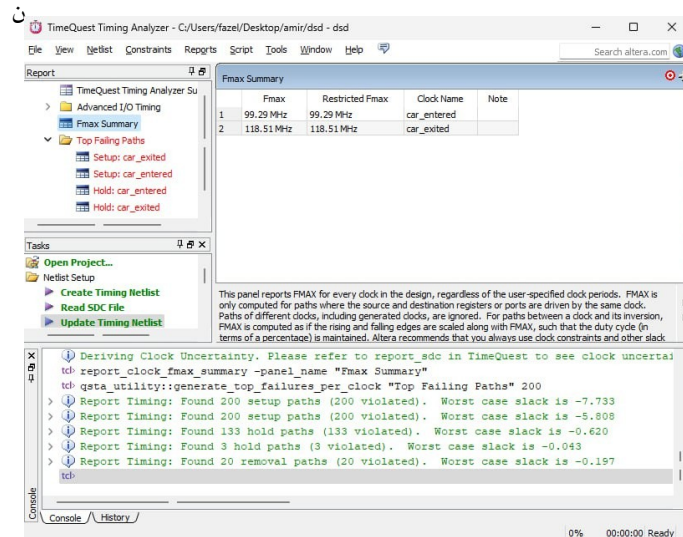 ن
TimeQuest Timing Analyzer - C:/Users/fazel/Desktop/amir/dsd - dsd
File View Netlist Constraints Reports Script Tools Window Help
Search altera.com
Report
TimeQuest Timing Analyzer Su
Advanced I/O Timing
Fmax Summary
Top Failing Paths
Setup: car_exited
Setup: car_entered
Hold: car_entered
Hold: car_exited
Fmax Summary
Fmax Restricted Fmax Clock Name Note
1 99.29 MHz 99.29 MHz car_entered
2 118.51 MHz 118.51 MHz car_exited
This panel reports FMAX for every clock in the design, regardless of the user-specified clock periods. FMAX is
only computed for paths where the source and destination registers or ports are driven by the same clock.
Paths of different clocks, including generated clocks, are ignored. For paths between a clock and its inversion,
FMAX is computed as if the rising and falling edges are scaled along with FMAX, such that the duty cycle (in
terms of a percentage) is maintained. Altera recommends that you always use clock constraints and other slack
Tasks
Open Project...
Netlist Setup
Create Timing Netlist
Read SDC File
Update Timing Netlist
Deriving Clock Uncertainty. Please refer to report_sdc in TimeQuest to see clock uncertai
tcl> report_clock_fmax_summary -panel_name "Fmax Summary"
tcl> qsta_utility::generate_top_failures_per_clock "Top Failing Paths" 200
Report Timing: Found 200 setup paths (200 violated). Worst case slack is -7.733
Report Timing: Found 200 setup paths (200 violated). Worst case slack is -5.808
Report Timing: Found 133 hold paths (133 violated). Worst case slack is -0.620
Report Timing: Found 3 hold paths (3 violated). Worst case slack is -0.043
Report Timing: Found 20 removal paths (20 violated). Worst case slack is -0.197
tcl>
Console
Console History
0% 00:00:00 Ready